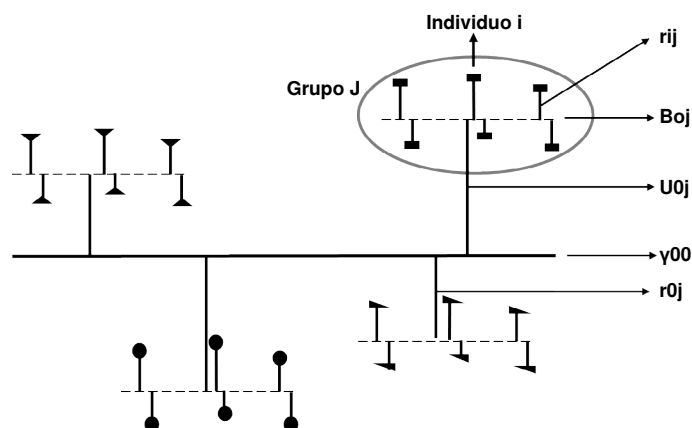 Individuo i
rij
Grupo J
Boj
U0j
γ00
r0j